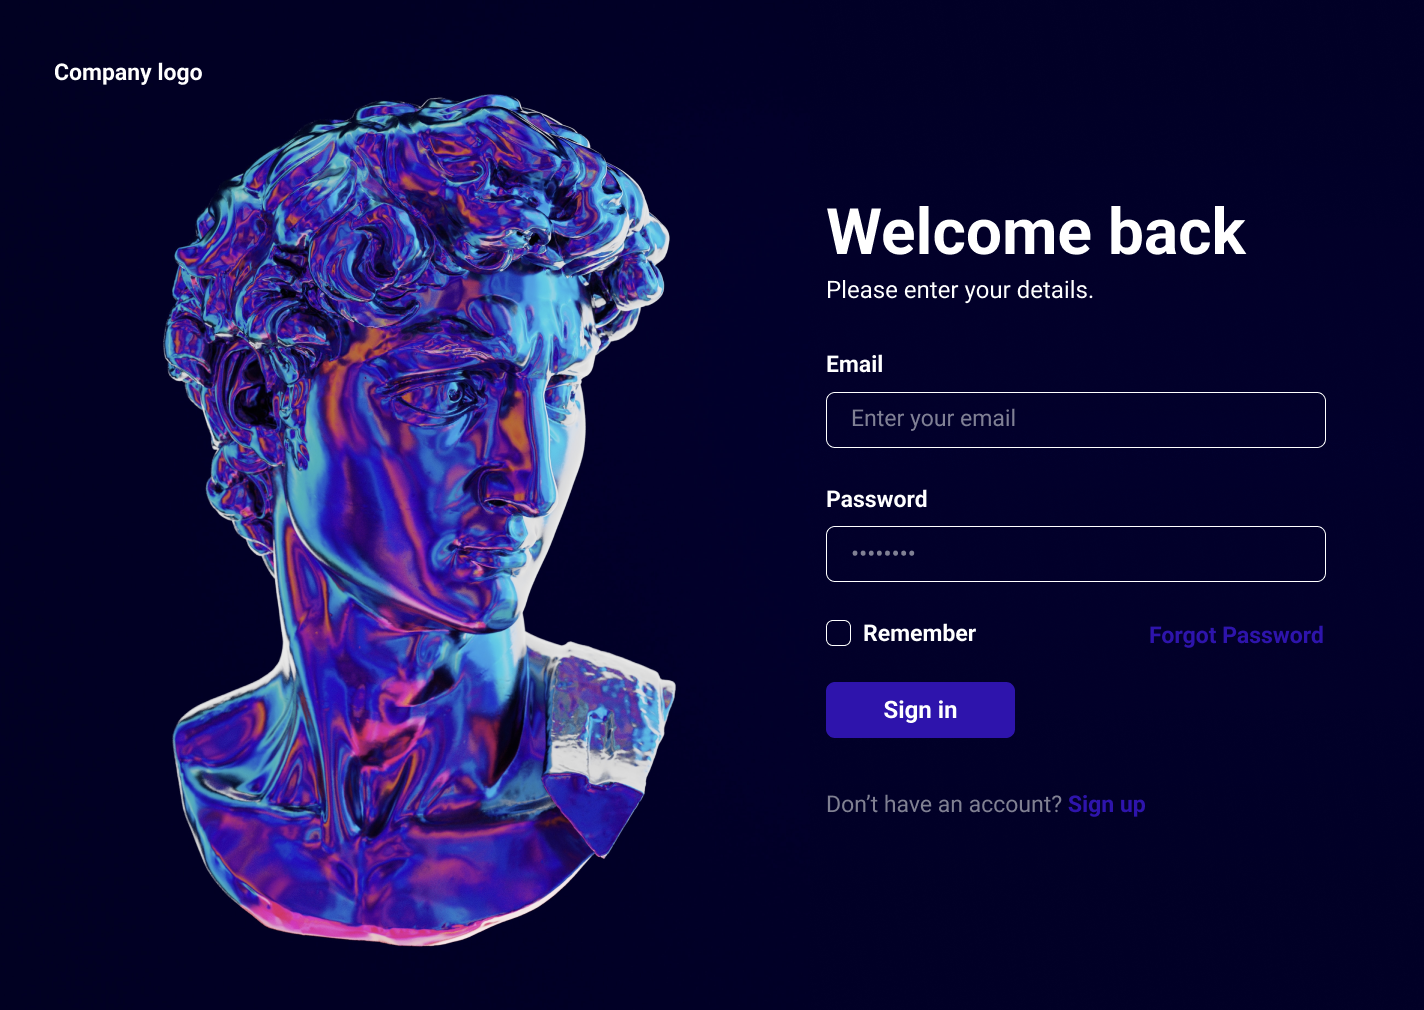 Company logo
Welcome back
Please enter your details.
Email
Enter your email
Password
••••••••
Remember
Forgot Password
Sign in
Don’t have an account? Sign up